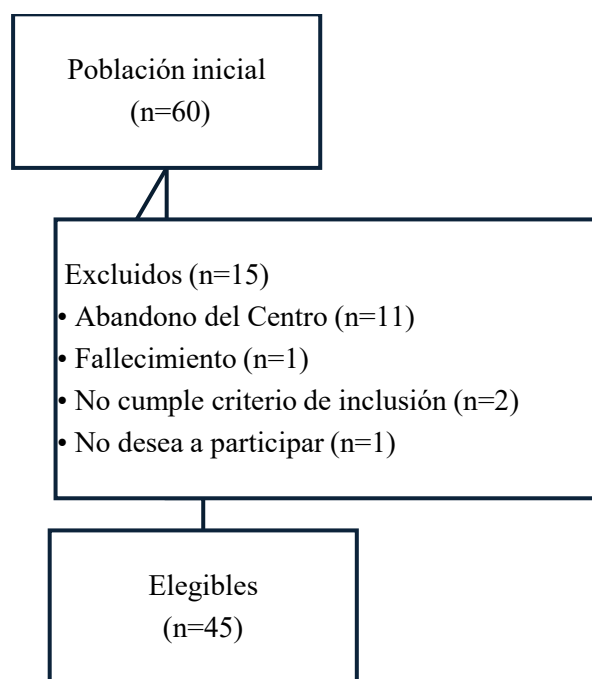 Población inicial
(n=60)
Excluidos (n=15)
• Abandono del Centro (n=11)
• Fallecimiento (n=1)
• No cumple criterio de inclusión (n=2)
• No desea a participar (n=1)
Elegibles
(n=45)